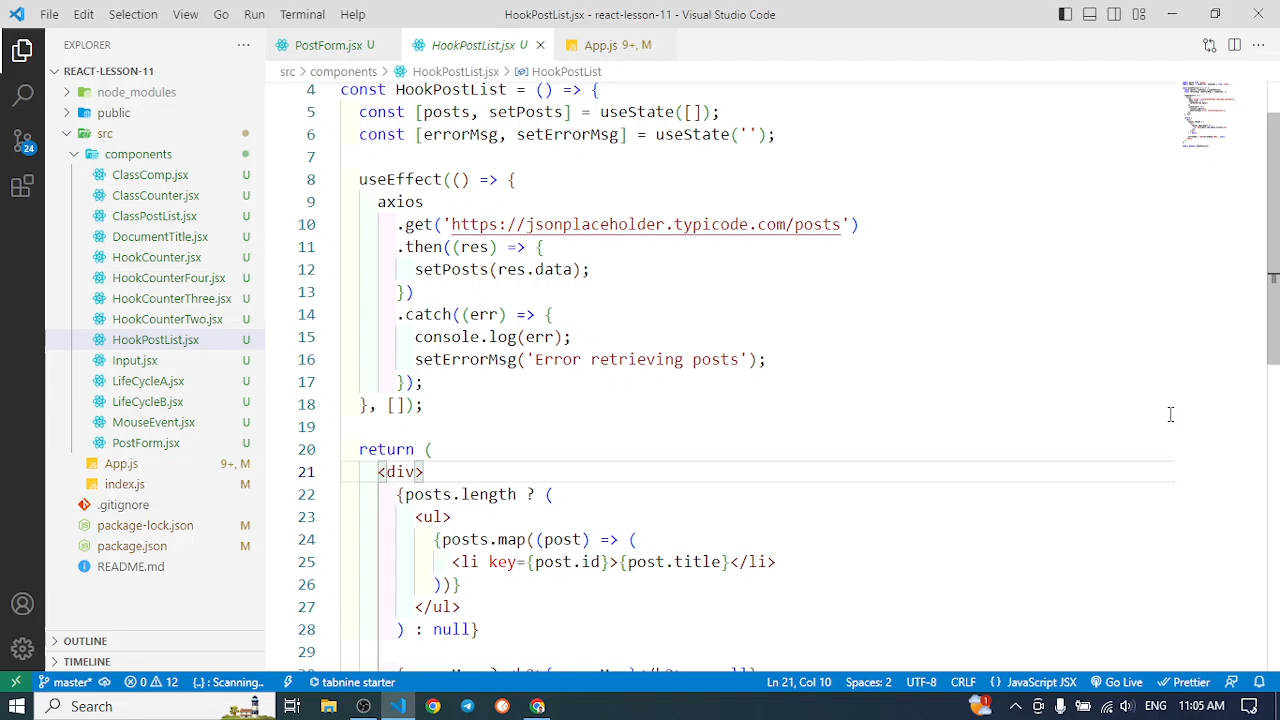 File Edit Selection View Go Run Terminal Help HookPostList.jsx - react-lesson-11 - Visual Studio Code
EXPLORER
PostForm.jsx U HookPostList.jsx U App.js 9+, M
REACT-LESSON-11
src > components > HookPostList.jsx > HookPostList
node_modules
public
src
components
ClassComp.jsx U
ClassCounter.jsx U
ClassPostList.jsx U
DocumentTitle.jsx U
HookCounter.jsx U
HookCounterFour.jsx U
HookCounterThree.jsx U
HookCounterTwo.jsx U
HookPostList.jsx U
Input.jsx U
LifeCycleA.jsx U
LifeCycleB.jsx U
MouseEvent.jsx U
PostForm.jsx U
App.js 9+, M
index.js M
.gitignore
package-lock.json M
package.json M
README.md
OUTLINE
TIMELINE
24
4 const HookPostList = () => {
5 const [posts, setPosts] = useState([]);
6 const [errorMsg, setErrorMsg] = useState('');
7
8 useEffect(() => {
9 axios
10 .get('https://jsonplaceholder.typicode.com/posts')
11 .then((res) => {
12 setPosts(res.data);
13 })
14 .catch((err) => {
15 console.log(err);
16 setErrorMsg('Error retrieving posts');
17 });
18 }, []);
19
20 return (
21 <div>
22 {posts.length ? (
23 <ul>
24 {posts.map((post) => (
25 <li key={post.id}>{post.title}</li>
26 ))}
27 </ul>
28 ) : null}
29
master* 0 12 {..} : Scanning.. tabnine starter Ln 21, Col 10 Spaces: 2 UTF-8 CRLF {} JavaScript JSX Go Live Prettier
Search 1 ENG 11:05 AM